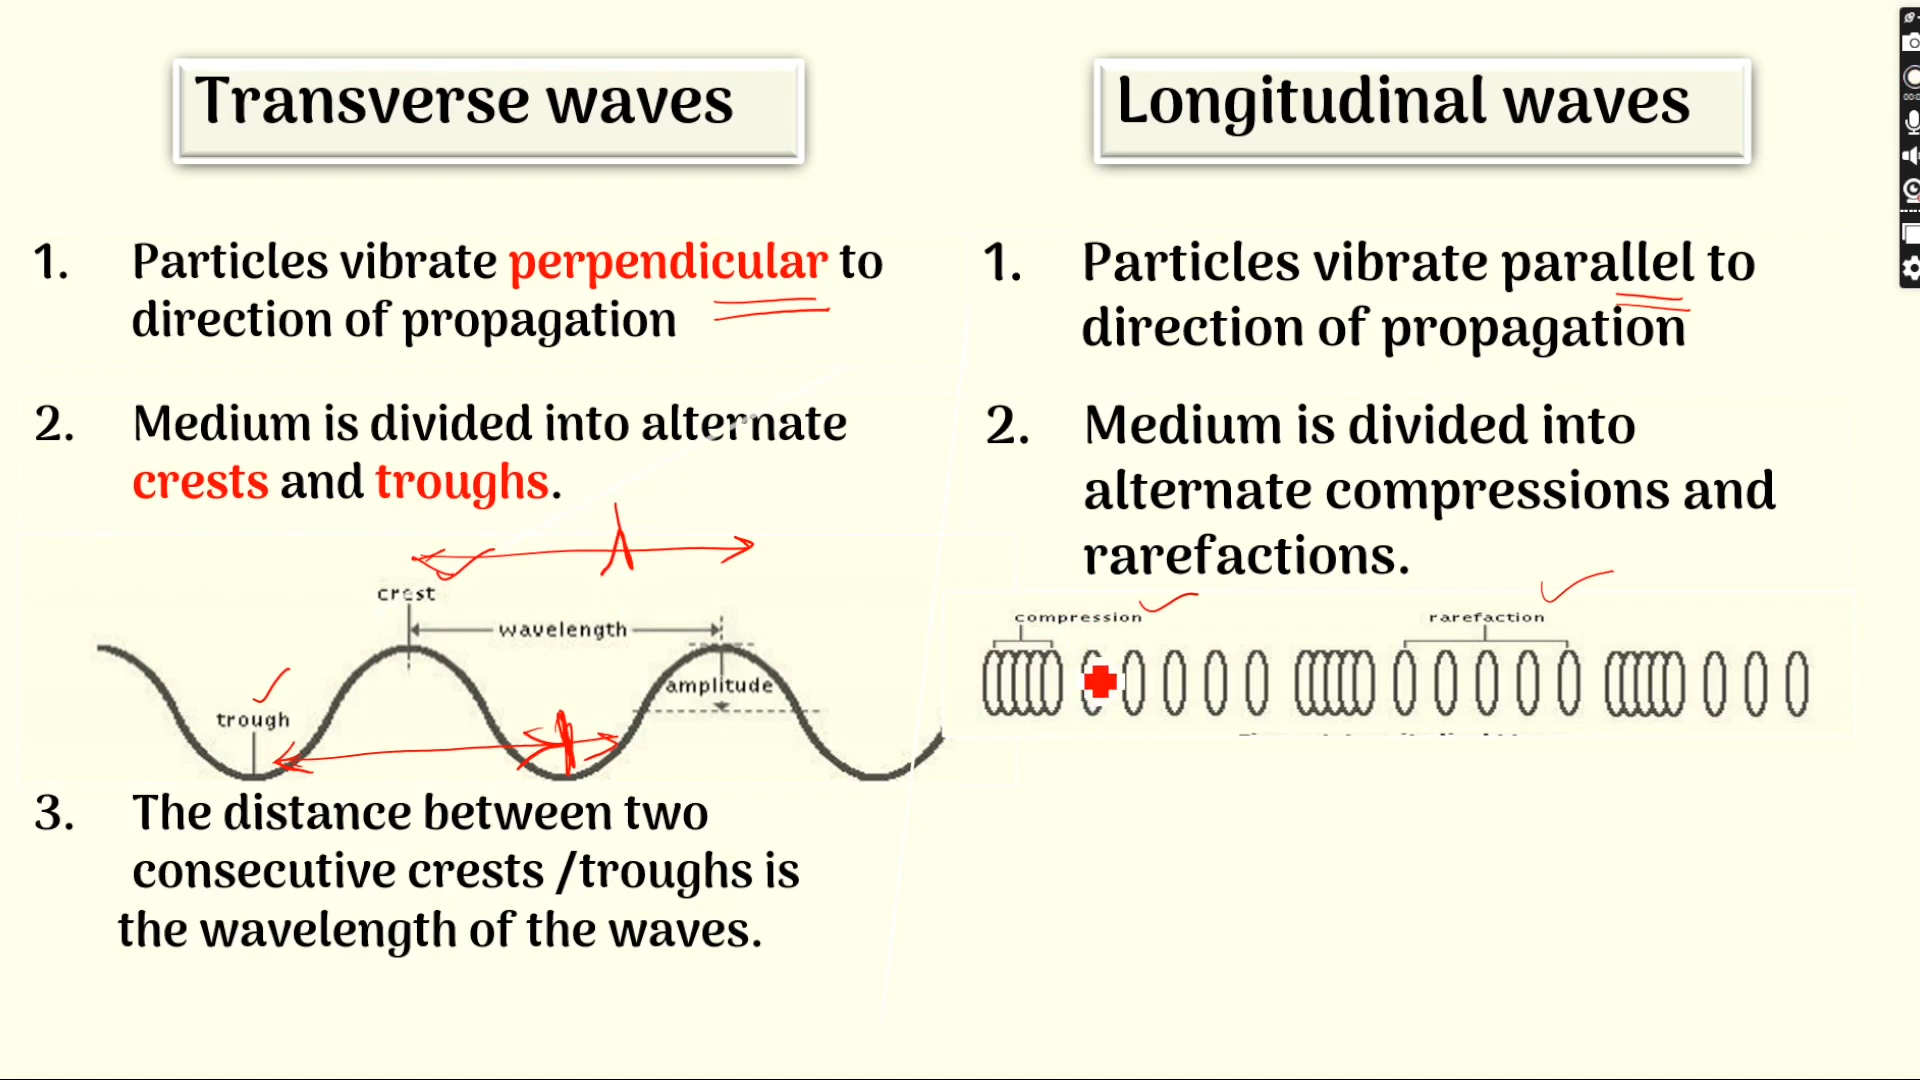 Transverse waves
1. Particles vibrate perpendicular to
direction of propagation
2. Medium is divided into alternate
crests and troughs.
λ
crest
wavelength
amplitude
trough
3. The distance between two
consecutive crests /troughs is
the wavelength of the waves.
Longitudinal waves
1. Particles vibrate parallel to
direction of propagation
2. Medium is divided into
alternate compressions and
rarefactions.
compression
rarefaction